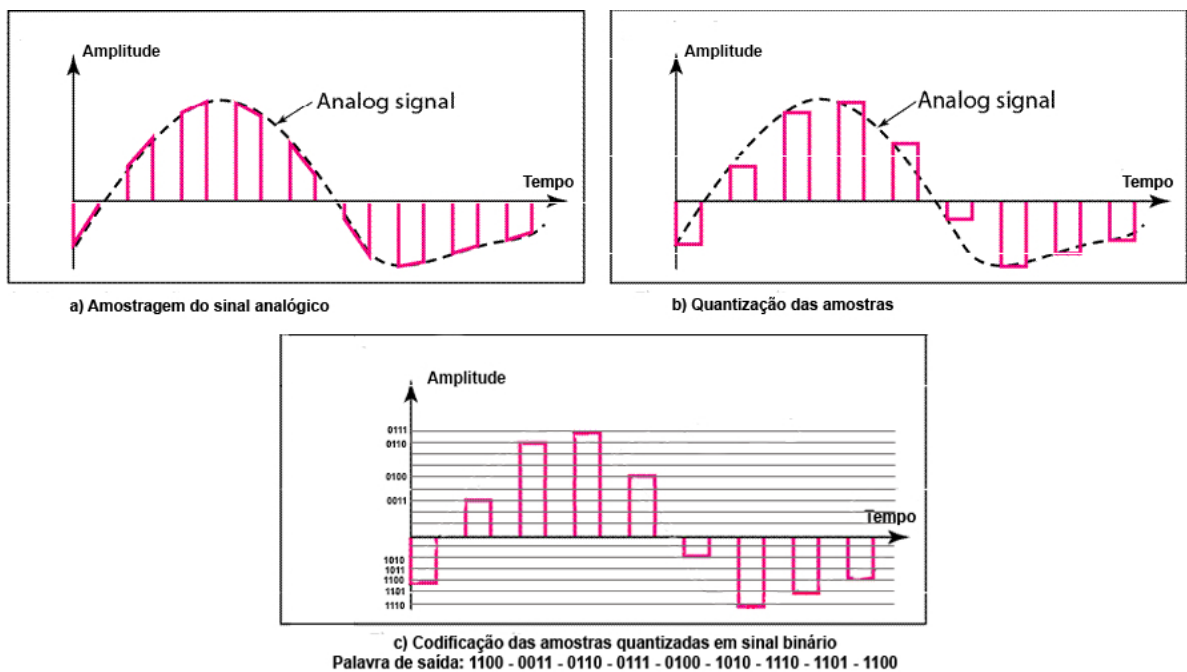 Amplitude
Analog signal
Tempo
a) Amostragem do sinal analógico
Amplitude
Analog signal
Tempo
b) Quantização das amostras
Amplitude
0111
0110
0100
0011
Tempo
1010
1011
1100
1101
1110
c) Codificação das amostras quantizadas em sinal binário
Palavra de saída: 1100 - 0011 - 0110 - 0111 - 0100 - 1010 - 1110 - 1101 - 1100